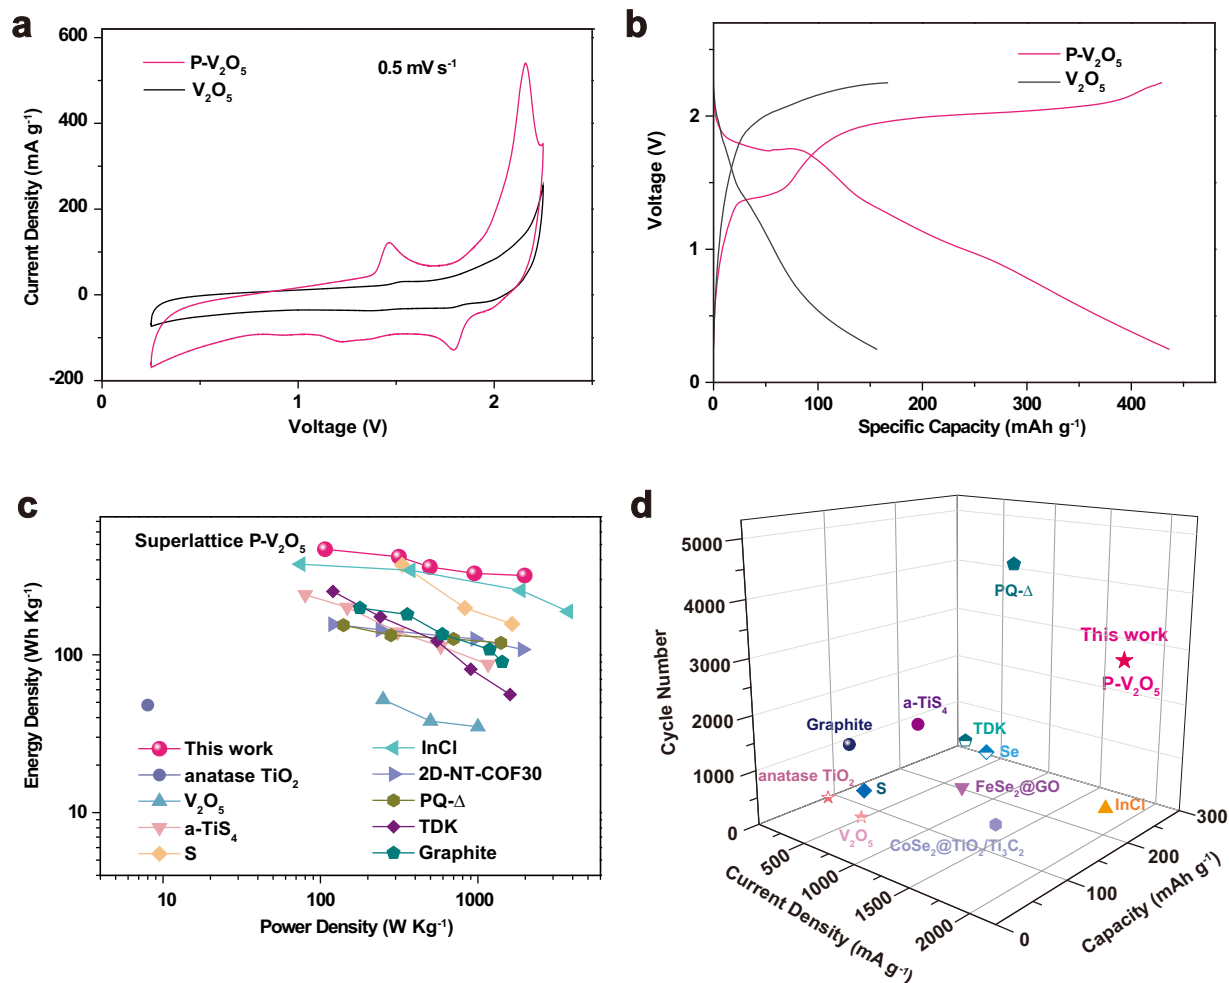 a
600
400
200
0
-200
Current Density (mA g⁻¹)
P-V₂O₅
V₂O₅
0.5 mV s⁻¹
0
1
2
Voltage (V)
b
2
1
0
Voltage (V)
P-V₂O₅
V₂O₅
0
100
200
300
400
Specific Capacity (mAh g⁻¹)
c
Superlattice P-V₂O₅
100
10
Energy Density (Wh Kg⁻¹)
This work
anatase TiO₂
V₂O₅
a-TiS₄
S
InCl
2D-NT-COF30
PQ-Δ
TDK
Graphite
10
100
1000
Power Density (W Kg⁻¹)
d
5000
4000
3000
2000
1000
0
Cycle Number
PQ-Δ
This work
P-V₂O₅
a-TiS₄
Graphite
TDK
Se
anatase TiO₂
S
FeSe₂@GO
InCl
V₂O₅
CoSe₂@TiO₂/Ti₃C₂
500
1000
1500
2000
Current Density (mA g⁻¹)
0
100
200
300
Capacity (mAh g⁻¹)